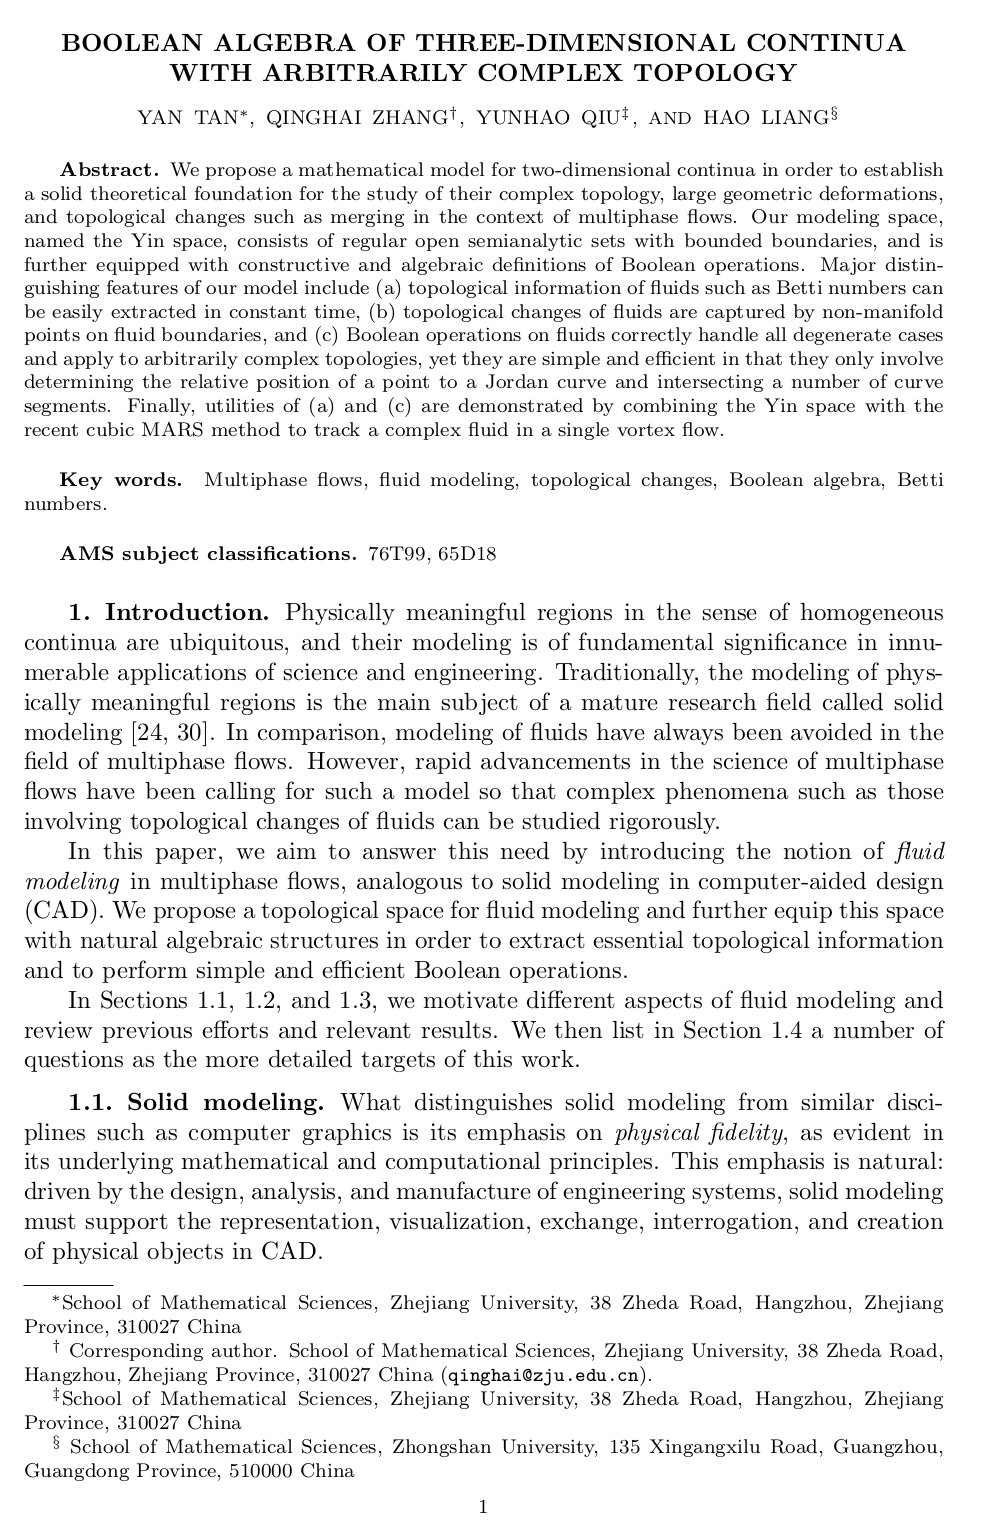 BOOLEAN ALGEBRA OF THREE-DIMENSIONAL CONTINUA
WITH ARBITRARILY COMPLEX TOPOLOGY
YAN TAN*, QINGHAI ZHANG†, YUNHAO QIU‡, AND HAO LIANG§
Abstract. We propose a mathematical model for two-dimensional continua in order to establish
a solid theoretical foundation for the study of their complex topology, large geometric deformations,
and topological changes such as merging in the context of multiphase flows. Our modeling space,
named the Yin space, consists of regular open semianalytic sets with bounded boundaries, and is
further equipped with constructive and algebraic definitions of Boolean operations. Major distin-
guishing features of our model include (a) topological information of fluids such as Betti numbers can
be easily extracted in constant time, (b) topological changes of fluids are captured by non-manifold
points on fluid boundaries, and (c) Boolean operations on fluids correctly handle all degenerate cases
and apply to arbitrarily complex topologies, yet they are simple and efficient in that they only involve
determining the relative position of a point to a Jordan curve and intersecting a number of curve
segments. Finally, utilities of (a) and (c) are demonstrated by combining the Yin space with the
recent cubic MARS method to track a complex fluid in a single vortex flow.
Key words. Multiphase flows, fluid modeling, topological changes, Boolean algebra, Betti
numbers.
AMS subject classifications. 76T99, 65D18
1. Introduction. Physically meaningful regions in the sense of homogeneous
continua are ubiquitous, and their modeling is of fundamental significance in innu-
merable applications of science and engineering. Traditionally, the modeling of phys-
ically meaningful regions is the main subject of a mature research field called solid
modeling [24, 30]. In comparison, modeling of fluids have always been avoided in the
field of multiphase flows. However, rapid advancements in the science of multiphase
flows have been calling for such a model so that complex phenomena such as those
involving topological changes of fluids can be studied rigorously.
In this paper, we aim to answer this need by introducing the notion of fluid
modeling in multiphase flows, analogous to solid modeling in computer-aided design
(CAD). We propose a topological space for fluid modeling and further equip this space
with natural algebraic structures in order to extract essential topological information
and to perform simple and efficient Boolean operations.
In Sections 1.1, 1.2, and 1.3, we motivate different aspects of fluid modeling and
review previous efforts and relevant results. We then list in Section 1.4 a number of
questions as the more detailed targets of this work.
1.1. Solid modeling. What distinguishes solid modeling from similar disci-
plines such as computer graphics is its emphasis on physical fidelity, as evident in
its underlying mathematical and computational principles. This emphasis is natural:
driven by the design, analysis, and manufacture of engineering systems, solid modeling
must support the representation, visualization, exchange, interrogation, and creation
of physical objects in CAD.
*School of Mathematical Sciences, Zhejiang University, 38 Zheda Road, Hangzhou, Zhejiang
Province, 310027 China
† Corresponding author. School of Mathematical Sciences, Zhejiang University, 38 Zheda Road,
Hangzhou, Zhejiang Province, 310027 China (qinghai@zju.edu.cn).
‡School of Mathematical Sciences, Zhejiang University, 38 Zheda Road, Hangzhou, Zhejiang
Province, 310027 China
§ School of Mathematical Sciences, Zhongshan University, 135 Xingangxilu Road, Guangzhou,
Guangdong Province, 510000 China
1